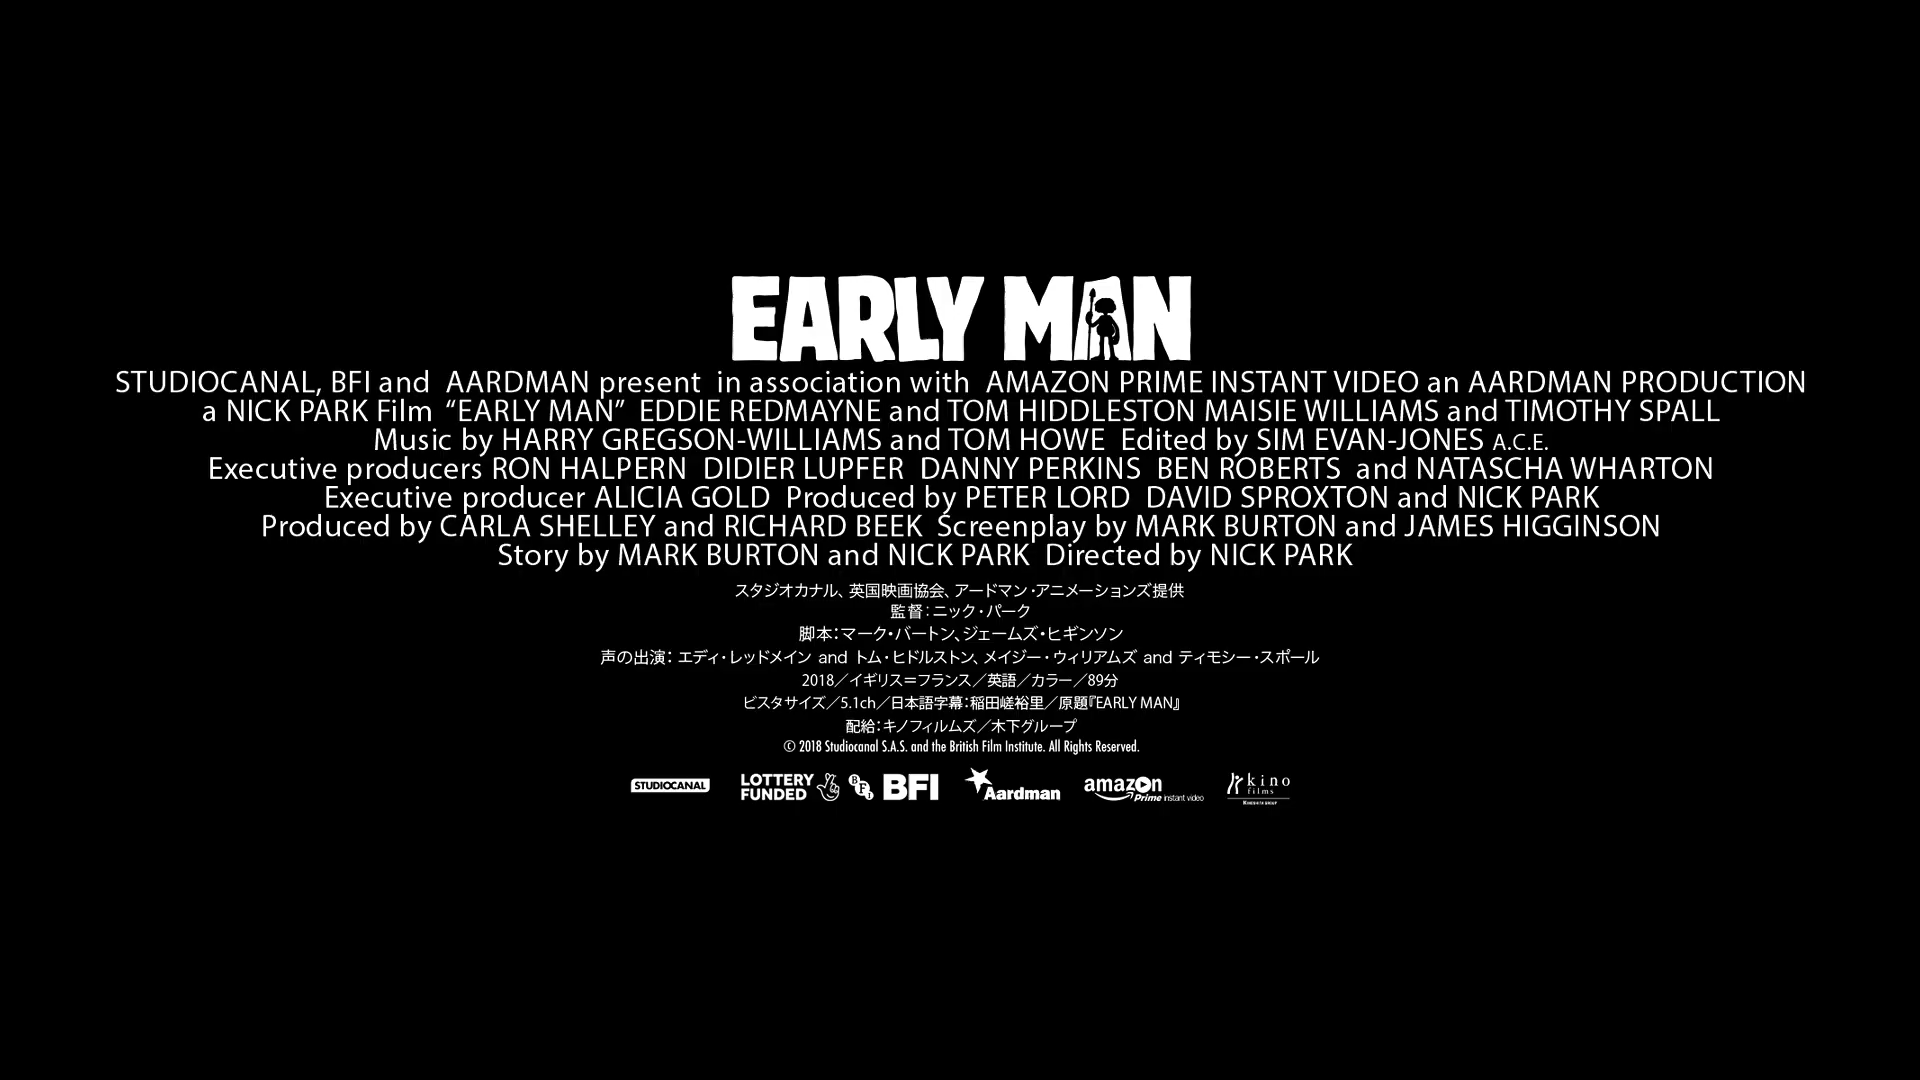 EARLY MAN
STUDIOCANAL, BFI and AARDMAN present in association with AMAZON PRIME INSTANT VIDEO an AARDMAN PRODUCTION
a NICK PARK Film “EARLY MAN” EDDIE REDMAYNE and TOM HIDDLESTON MAISIE WILLIAMS and TIMOTHY SPALL
Music by HARRY GREGSON-WILLIAMS and TOM HOWE Edited by SIM EVAN-JONES A.C.E.
Executive producers RON HALPERN DIDIER LUPFER DANNY PERKINS BEN ROBERTS and NATASCHA WHARTON
Executive producer ALICIA GOLD Produced by PETER LORD DAVID SPROXTON and NICK PARK
Produced by CARLA SHELLEY and RICHARD BEEK Screenplay by MARK BURTON and JAMES HIGGINSON
Story by MARK BURTON and NICK PARK Directed by NICK PARK
スタジオカナル、英国映画協会、アードマン・アニメーションズ提供
監督：ニック・パーク
脚本：マーク・バートン、ジェームズ・ヒギンソン
声の出演：エディ・レッドメイン and トム・ヒドルストン、メイジー・ウィリアムズ and ティモシー・スポール
2018／イギリス＝フランス／英語／カラー／89分
ビスタサイズ／5.1ch／日本語字幕：稲田嵯裕里／原題『EARLY MAN』
配給：キノフィルムズ／木下グループ
© 2018 Studiocanal S.A.S. and the British Film Institute. All Rights Reserved.
STUDIOCANAL LOTTERY FUNDED BFI BFI Aardman amazon Prime instant video kino films KINOSHITA GROUP